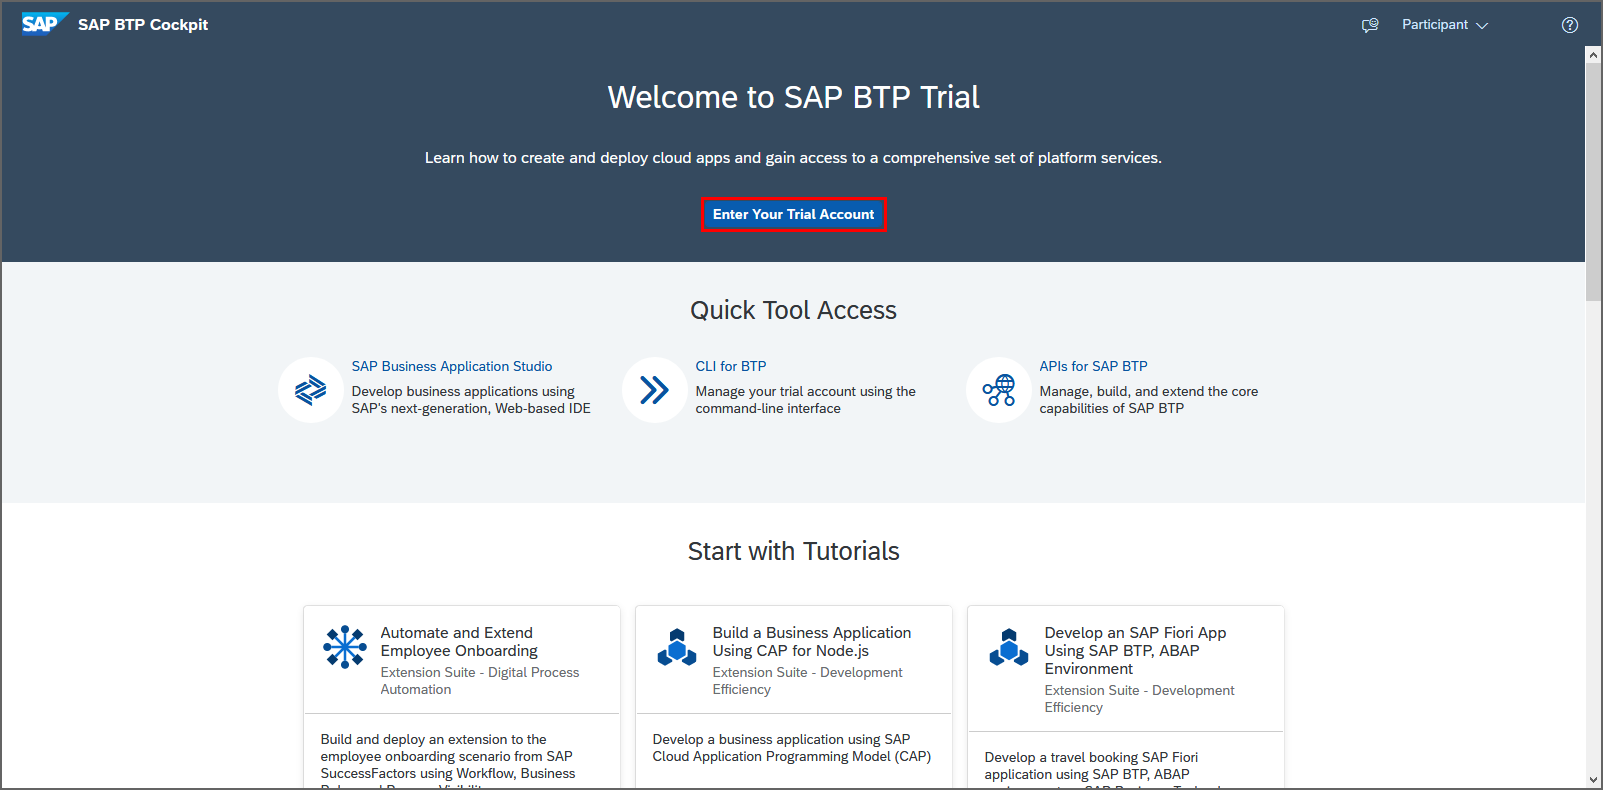 SAP SAP BTP Cockpit Participant
Welcome to SAP BTP Trial
Learn how to create and deploy cloud apps and gain access to a comprehensive set of platform services.
Enter Your Trial Account
Quick Tool Access
SAP Business Application Studio
Develop business applications using
SAP's next-generation, Web-based IDE
CLI for BTP
Manage your trial account using the
command-line interface
APIs for SAP BTP
Manage, build, and extend the core
capabilities of SAP BTP
Start with Tutorials
Automate and Extend
Employee Onboarding
Extension Suite - Digital Process
Automation
Build and deploy an extension to the
employee onboarding scenario from SAP
SuccessFactors using Workflow, Business
Build a Business Application
Using CAP for Node.js
Extension Suite - Development
Efficiency
Develop a business application using SAP
Cloud Application Programming Model (CAP)
Develop an SAP Fiori App
Using SAP BTP, ABAP
Environment
Extension Suite - Development
Efficiency
Develop a travel booking SAP Fiori
application using SAP BTP, ABAP